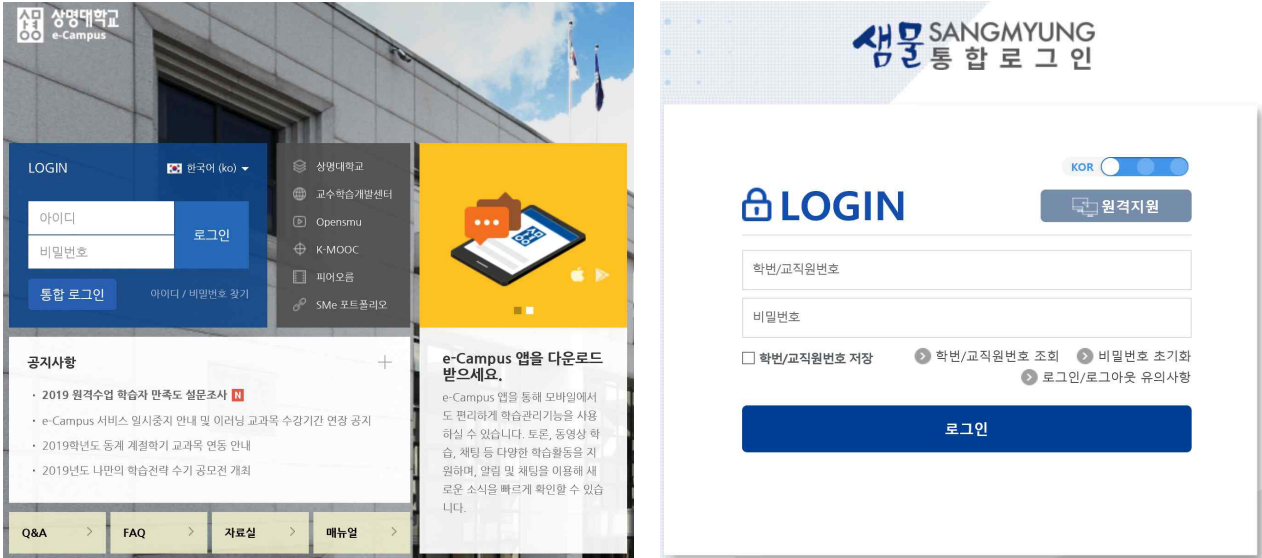 상명대학교
e-Campus
LOGIN
한국어 (ko)
아이디
비밀번호
로그인
통합 로그인
아이디 / 비밀번호 찾기
상명대학교
교수학습개발센터
Opensmu
K-MOOC
피어오름
SMe 포트폴리오
공지사항
· 2019 원격수업 학습자 만족도 설문조사 N
· e-Campus 서비스 일시중지 안내 및 이러닝 교과목 수강기간 연장 공지
· 2019학년도 동계 계절학기 교과목 연동 안내
· 2019년도 나만의 학습전략 수기 공모전 개최
e-Campus 앱을 다운로드
받으세요.
e-Campus 앱을 통해 모바일에서
도 편리하게 학습관리기능을 사용
하실 수 있습니다. 토론, 동영상 학
습, 채팅 등 다양한 학습활동을 지
원하며, 알림 및 채팅을 이용해 새
로운 소식을 빠르게 확인할 수 있습
니다.
Q&A
FAQ
자료실
매뉴얼
샘물 SANGMYUNG
통합로그인
KOR
LOGIN
원격지원
학번/교직원번호
비밀번호
학번/교직원번호 저장
학번/교직원번호 조회
비밀번호 초기화
로그인/로그아웃 유의사항
로그인